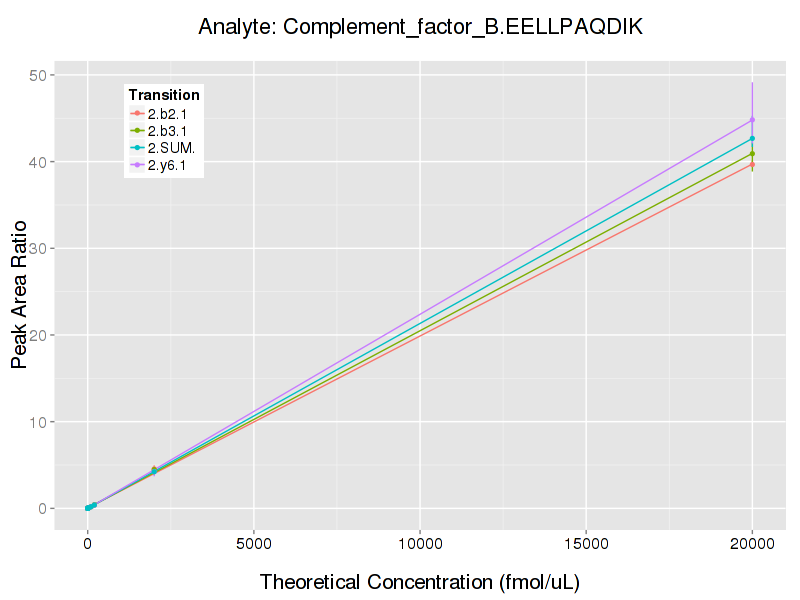 Analyte: Complement_factor_B.EELLPAQDIK
Transition
2.b2.1
2.b3.1
2.SUM.
2.y6.1
50
40
30
20
10
0
Peak Area Ratio
0 5000 10000 15000 20000
Theoretical Concentration (fmol/uL)